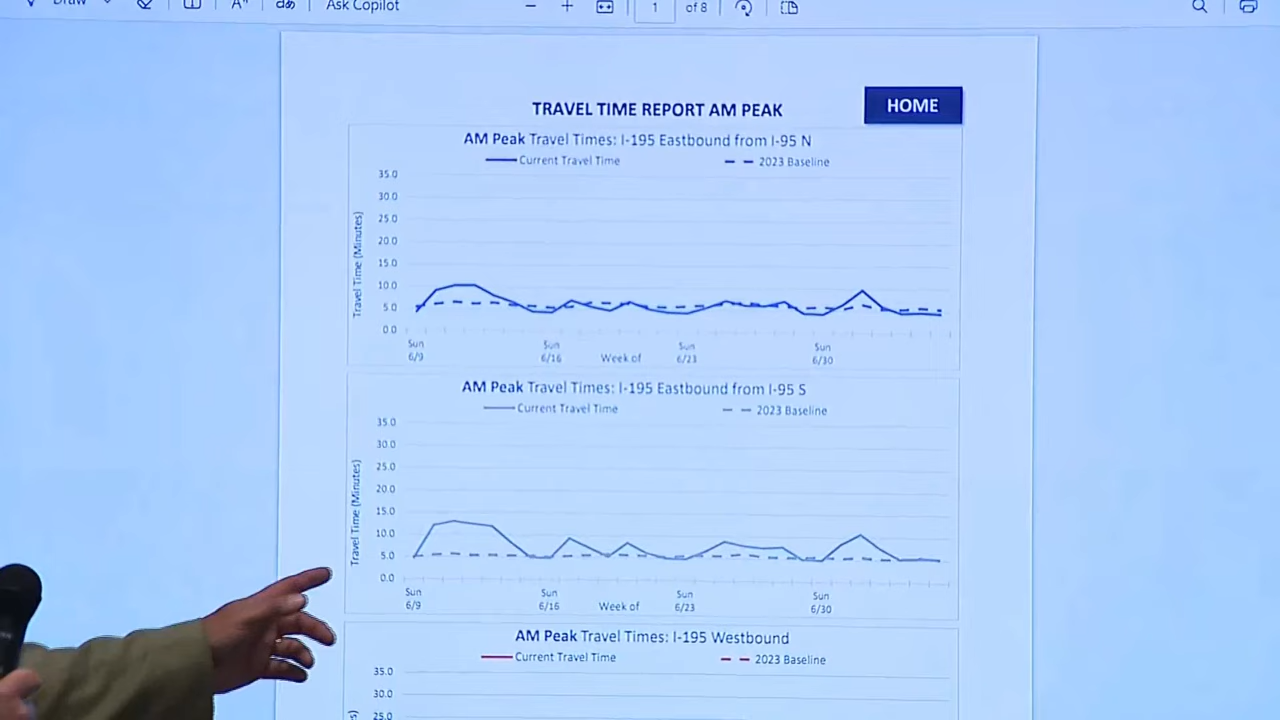 Draw
Ask Copilot
1 of 8
TRAVEL TIME REPORT AM PEAK
HOME
AM Peak Travel Times: I-195 Eastbound from I-95 N
Current Travel Time
2023 Baseline
35.0
30.0
25.0
20.0
15.0
10.0
5.0
0.0
Travel Time (Minutes)
Sun Sun Sun Sun
6/9 6/16 Week of 6/23 6/30
AM Peak Travel Times: I-195 Eastbound from I-95 S
Current Travel Time
2023 Baseline
35.0
30.0
25.0
20.0
15.0
10.0
5.0
0.0
Travel Time (Minutes)
Sun Sun Sun Sun
6/9 6/16 Week of 6/23 6/30
AM Peak Travel Times: I-195 Westbound
Current Travel Time
2023 Baseline
35.0
30.0
25.0